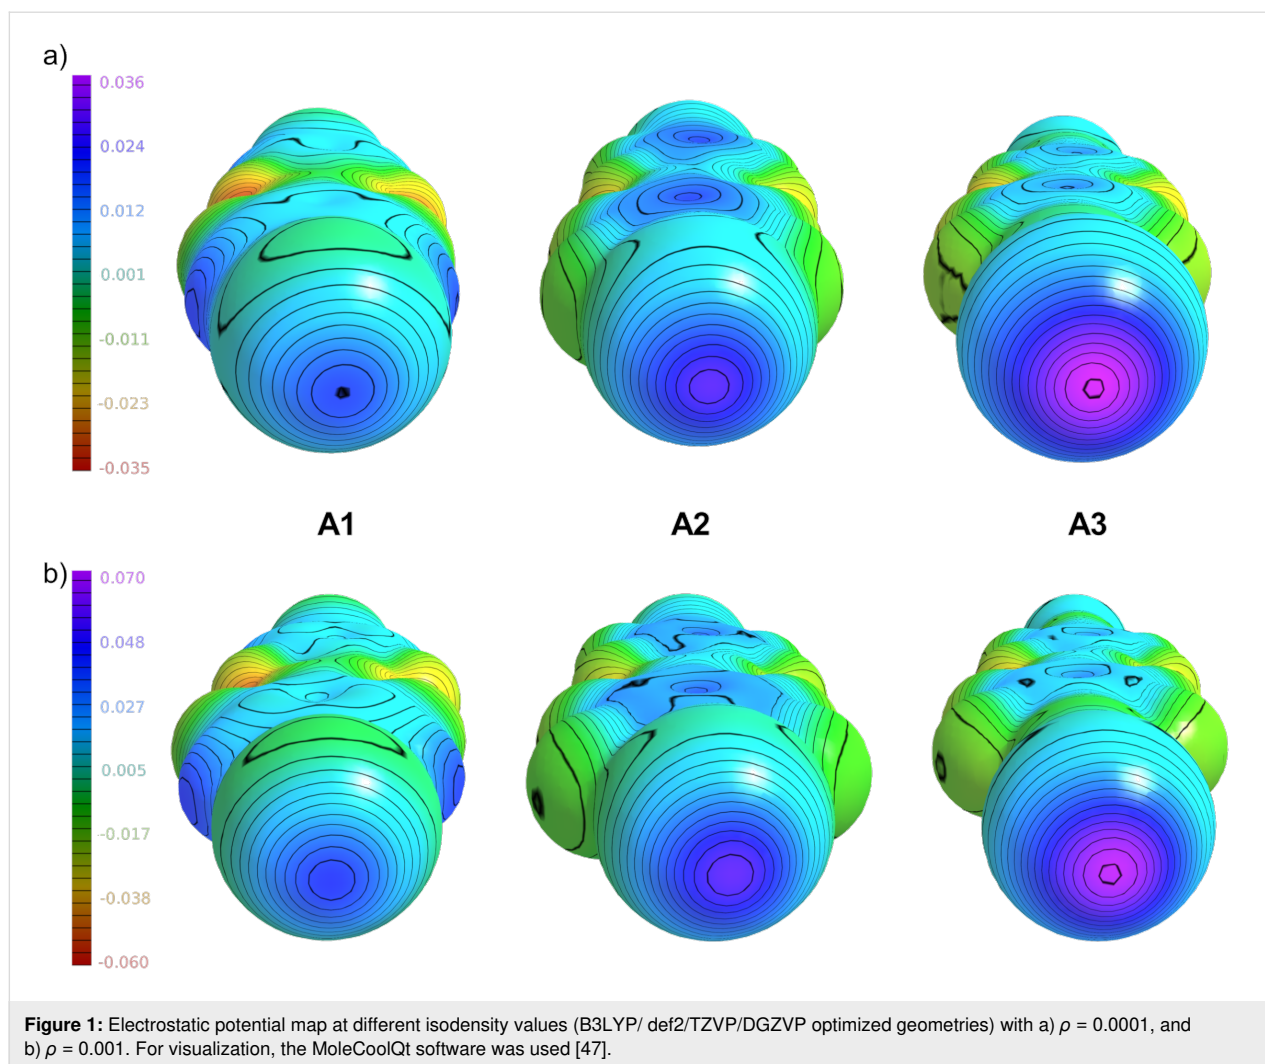 a)
0.036
0.024
0.012
0.001
-0.011
-0.023
-0.035
A1 A2 A3
b)
0.070
0.048
0.027
0.005
-0.017
-0.038
-0.060
Figure 1: Electrostatic potential map at different isodensity values (B3LYP/ def2/TZVP/DGZVP optimized geometries) with a) ρ = 0.0001, and
b) ρ = 0.001. For visualization, the MoleCoolQt software was used [47].